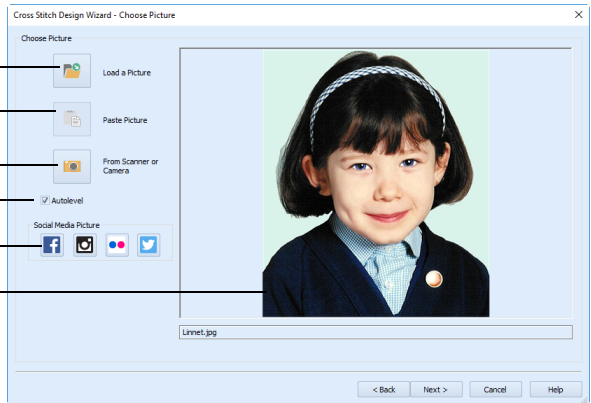 Cross Stitch Design Wizard - Choose Picture
Choose Picture
Load a Picture
Paste Picture
From Scanner or
Camera
Autolevel
Social Media Picture
Linnet.jpg
< Back
Next >
Cancel
Help